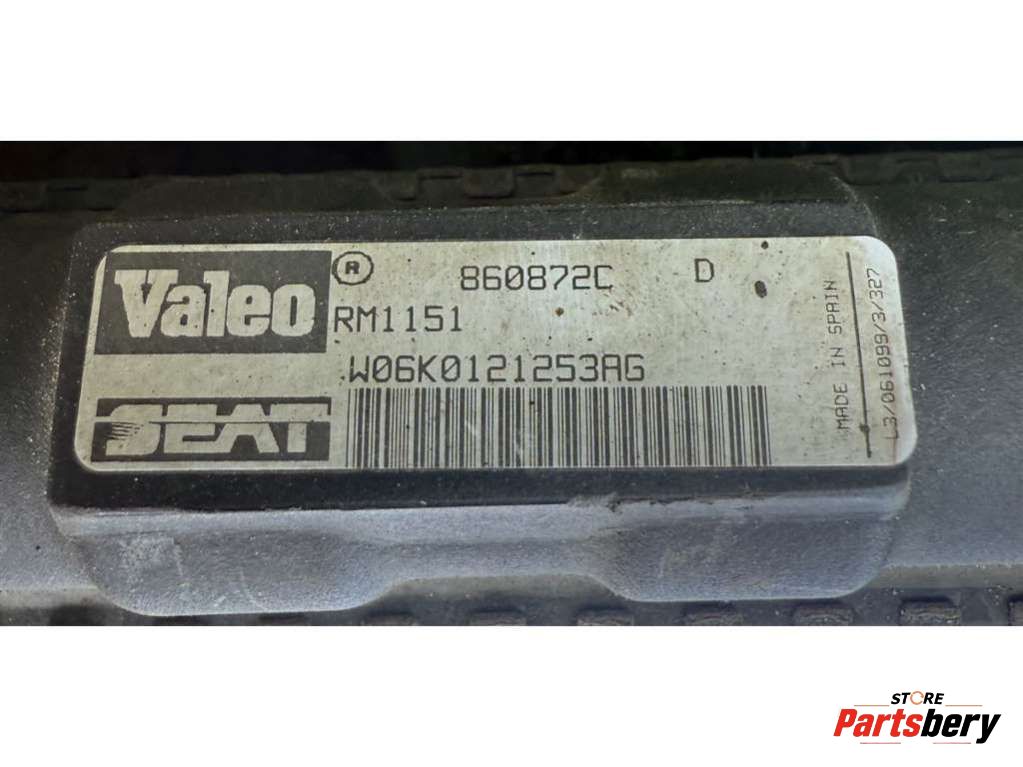 Valeo ® 860872C D
RM1151
W06K0121253AG
SEAT
MADE IN SPAIN
L3/061099/3/327
STORE
Partsbery